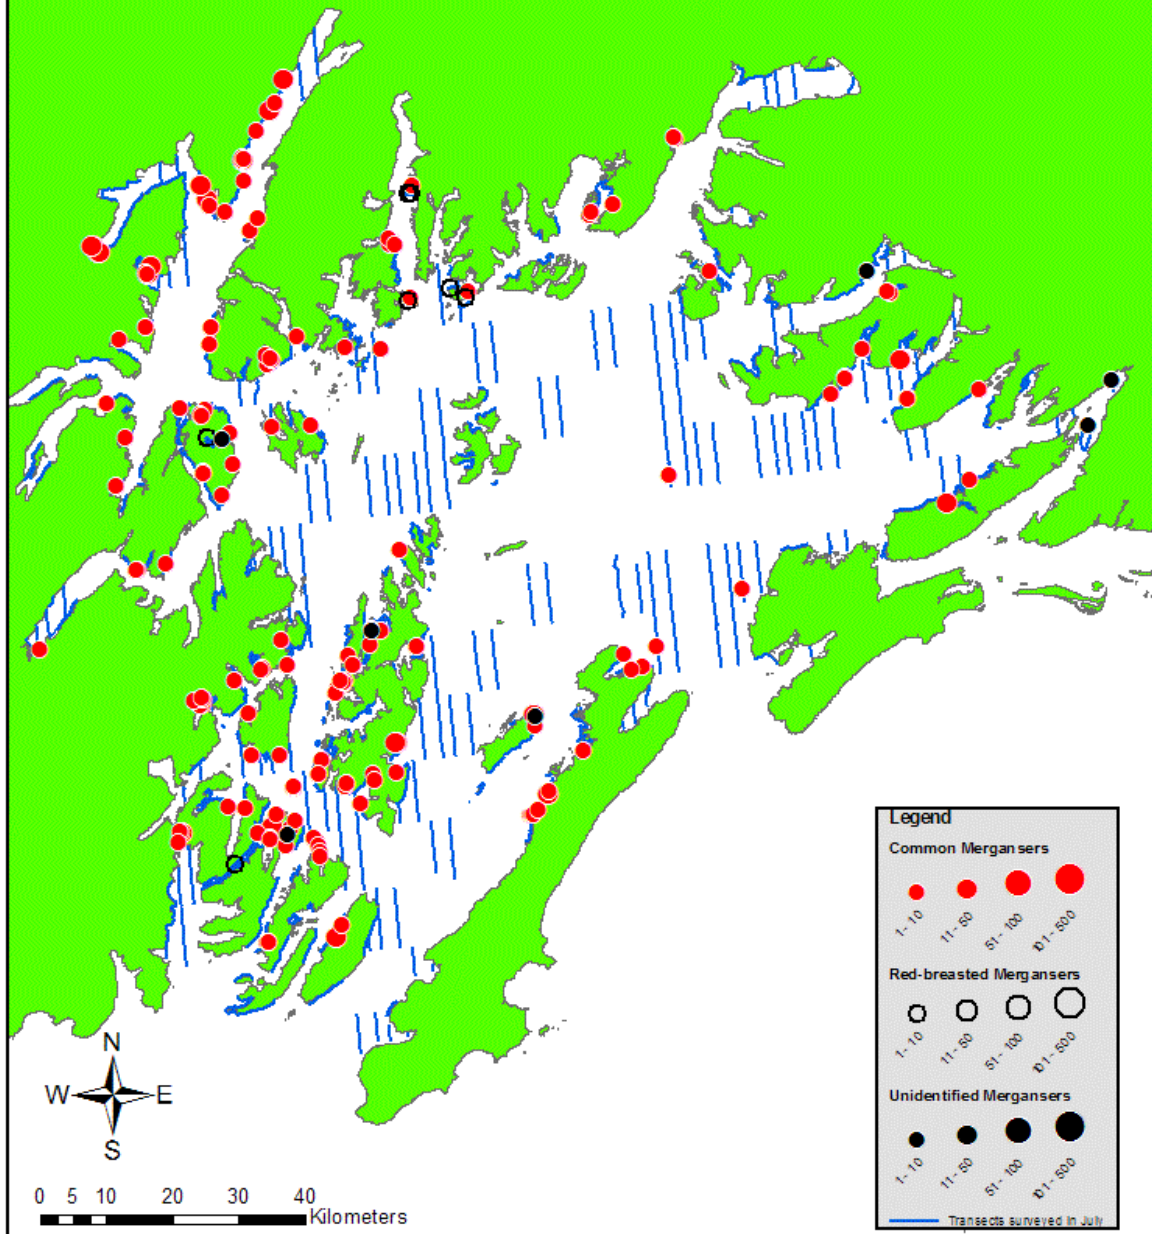 Legend
Common Mergansers
1 - 10 11 - 50 51 - 100 101 - 500
Red-breasted Mergansers
1 - 10 11 - 50 51 - 100 101 - 500
Unidentified Mergansers
1 - 10 11 - 50 51 - 100 101 - 500
Transects surveyed in July
N
W E
S
0 5 10 20 30 40
Kilometers